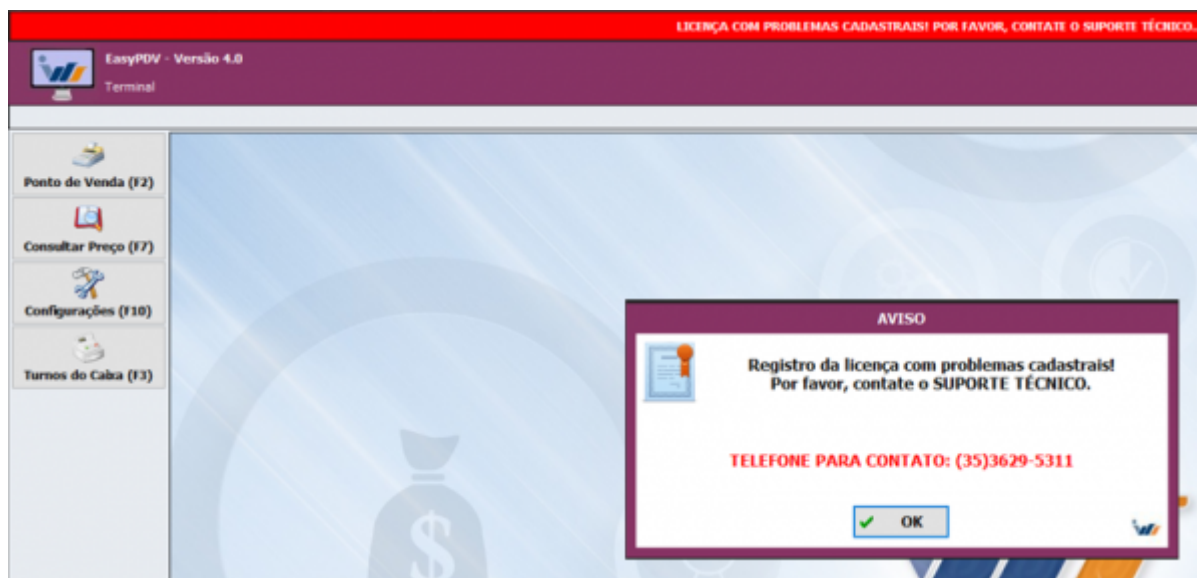 LICENÇA COM PROBLEMAS CADASTRAIS! POR FAVOR, CONTATE O SUPORTE TÉCNICO.
EasyPDV - Versão 4.0
Terminal
Ponto de Venda (F2)
Consultar Preço (F7)
Configurações (F10)
Turnos do Caixa (F3)
AVISO
Registro da licença com problemas cadastrais!
Por favor, contate o SUPORTE TÉCNICO.
TELEFONE PARA CONTATO: (35)3629-5311
OK
$